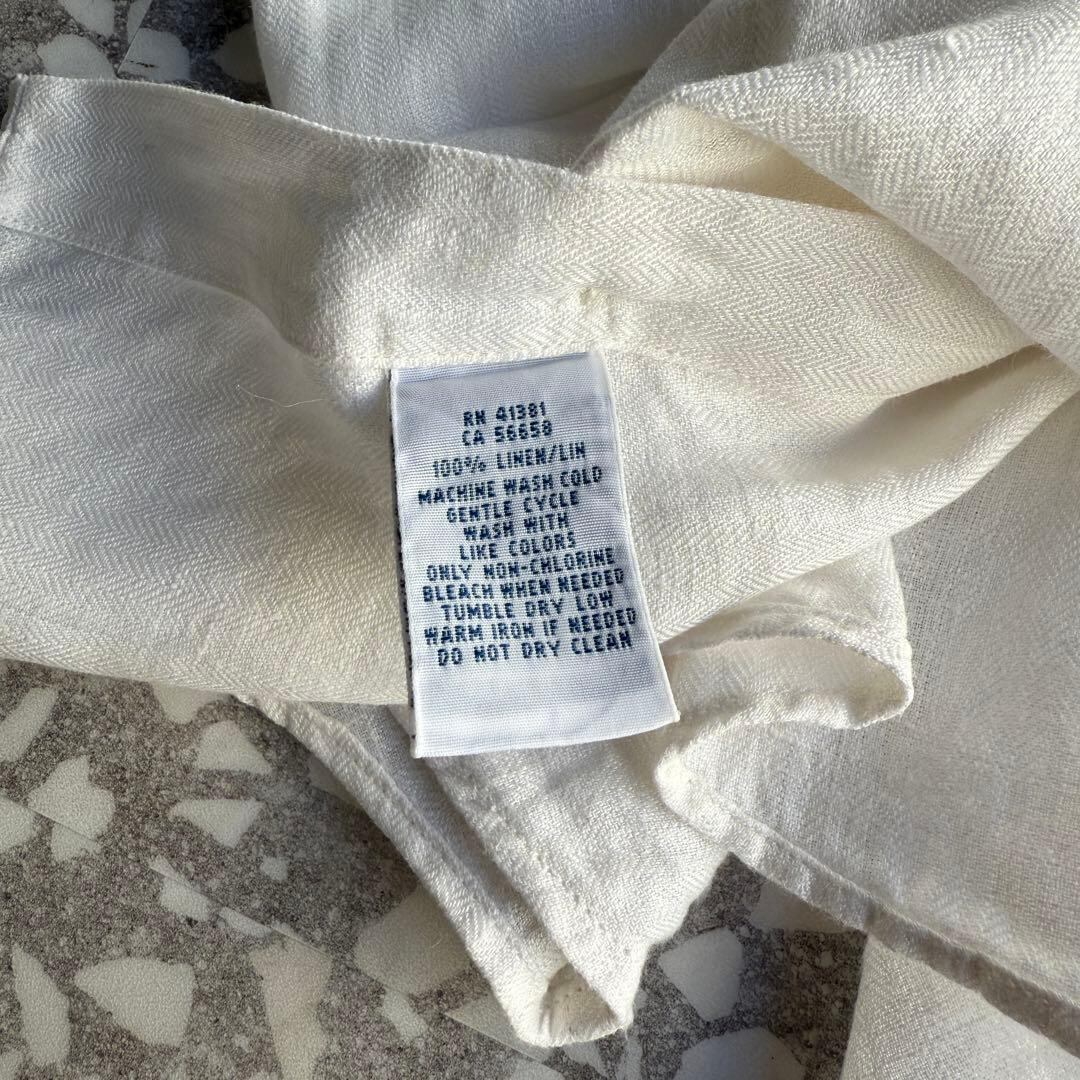 RN 41381
CA 56658
100% LINEN/LIN
MACHINE WASH COLD
GENTLE CYCLE
WASH WITH
LIKE COLORS
ONLY NON-CHLORINE
BLEACH WHEN NEEDED
TUMBLE DRY LOW
WARM IRON IF NEEDED
DO NOT DRY CLEAN